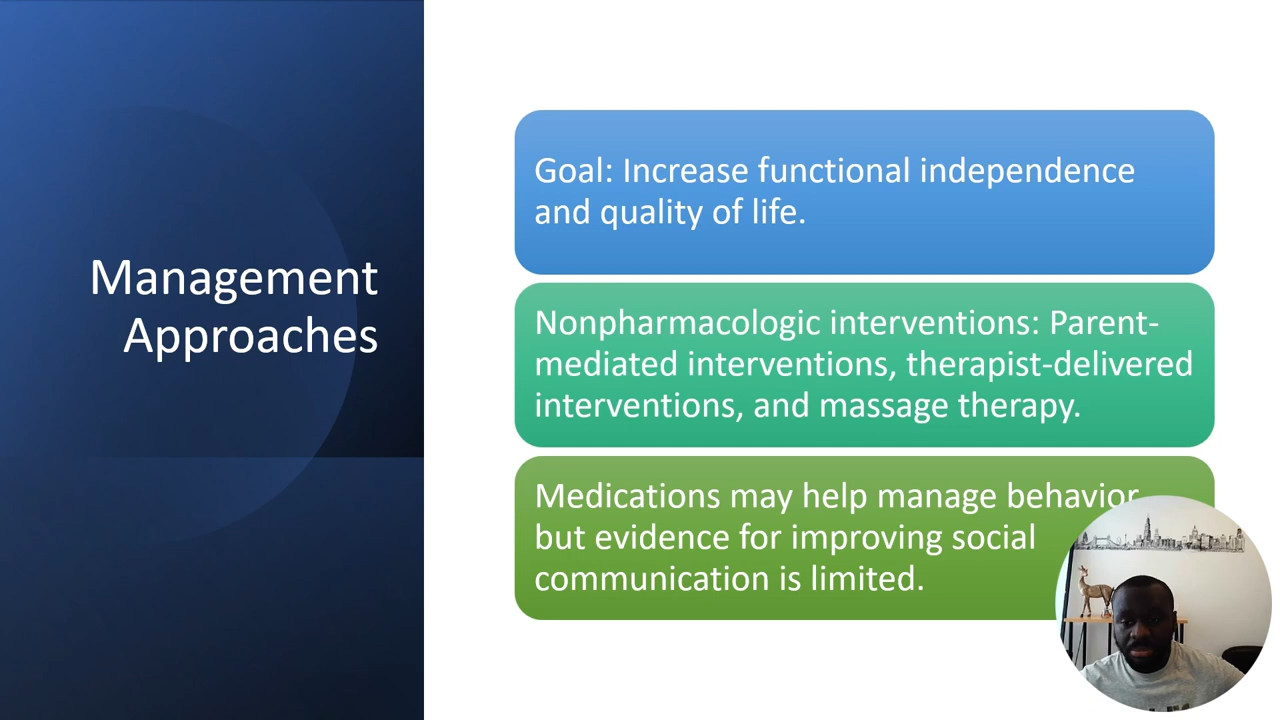 Management
Approaches
Goal: Increase functional independence
and quality of life.
Nonpharmacologic interventions: Parent-
mediated interventions, therapist-delivered
interventions, and massage therapy.
Medications may help manage behavior
but evidence for improving social
communication is limited.